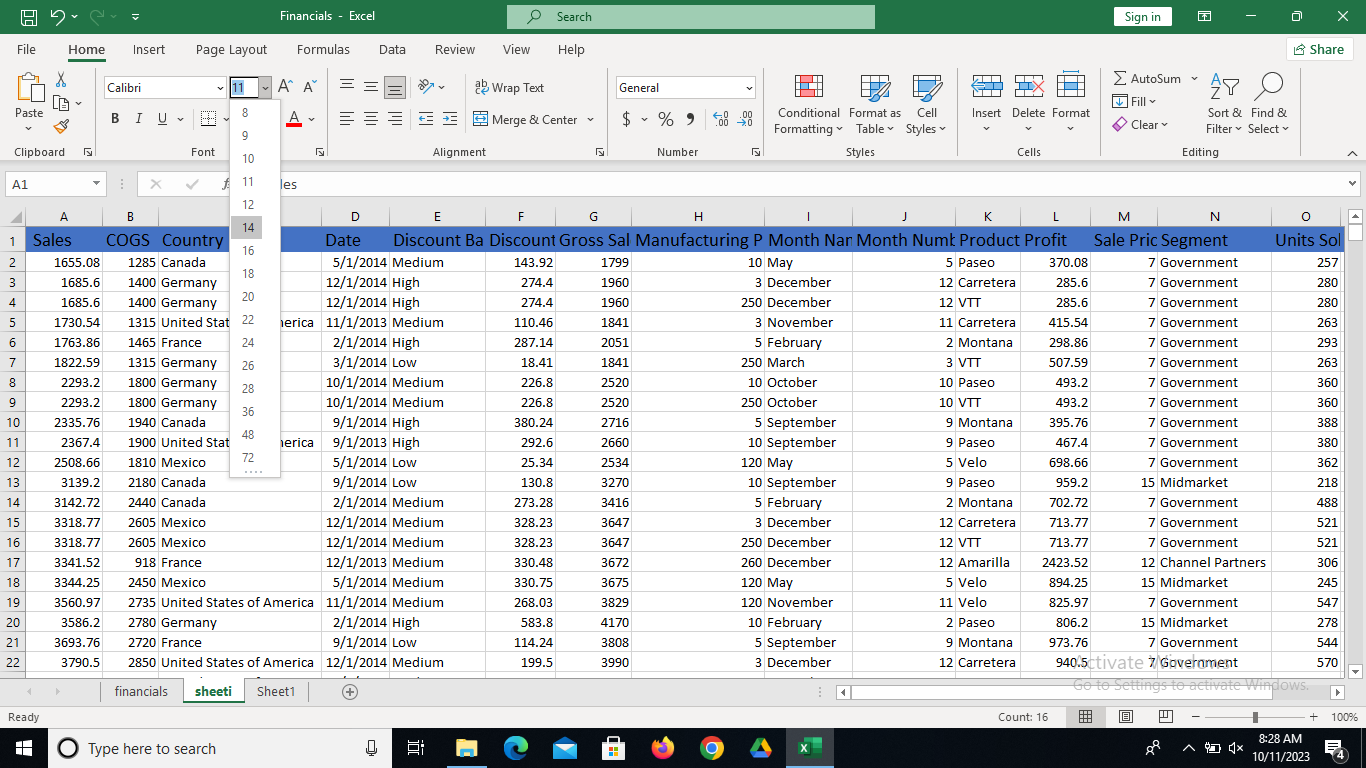 Financials - Excel
Search
Sign in
File Home Insert Page Layout Formulas Data Review View Help
Share
Calibri 11
Wrap Text
General
Paste
B I U
Merge & Center
$ % ,
Conditional Formatting
Format as Table
Cell Styles
Insert Delete Format
AutoSum
Fill
Clear
Sort & Filter
Find & Select
Clipboard Font Alignment Number Styles Cells Editing
8
9
10
11
12
14
16
18
20
22
24
26
28
36
48
72
A1
A B D E F G H I J K L M N O
1 Sales COGS Country Date Discount Ba Discount Gross Sal Manufacturing P Month Nam Month Numb Product Profit Sale Pric Segment Units Sol
2 1655.08 1285 Canada 5/1/2014 Medium 143.92 1799 10 May 5 Paseo 370.08 7 Government 257
3 1685.6 1400 Germany 12/1/2014 High 274.4 1960 3 December 12 Carretera 285.6 7 Government 280
4 1685.6 1400 Germany 12/1/2014 High 274.4 1960 250 December 12 VTT 285.6 7 Government 280
5 1730.54 1315 United Stat erica 11/1/2013 Medium 110.46 1841 3 November 11 Carretera 415.54 7 Government 263
6 1763.86 1465 France 2/1/2014 High 287.14 2051 5 February 2 Montana 298.86 7 Government 293
7 1822.59 1315 Germany 3/1/2014 Low 18.41 1841 250 March 3 VTT 507.59 7 Government 263
8 2293.2 1800 Germany 10/1/2014 Medium 226.8 2520 10 October 10 Paseo 493.2 7 Government 360
9 2293.2 1800 Germany 10/1/2014 Medium 226.8 2520 250 October 10 VTT 493.2 7 Government 360
10 2335.76 1940 Canada 9/1/2014 High 380.24 2716 5 September 9 Montana 395.76 7 Government 388
11 2367.4 1900 United Stat erica 9/1/2013 High 292.6 2660 10 September 9 Paseo 467.4 7 Government 380
12 2508.66 1810 Mexico 5/1/2014 Low 25.34 2534 120 May 5 Velo 698.66 7 Government 362
13 3139.2 2180 Canada 9/1/2014 Low 130.8 3270 10 September 9 Paseo 959.2 15 Midmarket 218
14 3142.72 2440 Canada 2/1/2014 Medium 273.28 3416 5 February 2 Montana 702.72 7 Government 488
15 3318.77 2605 Mexico 12/1/2014 Medium 328.23 3647 3 December 12 Carretera 713.77 7 Government 521
16 3318.77 2605 Mexico 12/1/2014 Medium 328.23 3647 250 December 12 VTT 713.77 7 Government 521
17 3341.52 918 France 12/1/2013 Medium 330.48 3672 260 December 12 Amarilla 2423.52 12 Channel Partners 306
18 3344.25 2450 Mexico 5/1/2014 Medium 330.75 3675 120 May 5 Velo 894.25 15 Midmarket 245
19 3560.97 2735 United States of America 11/1/2014 Medium 268.03 3829 120 November 11 Velo 825.97 7 Government 547
20 3586.2 2780 Germany 2/1/2014 High 583.8 4170 10 February 2 Paseo 806.2 15 Midmarket 278
21 3693.76 2720 France 9/1/2014 Low 114.24 3808 5 September 9 Montana 973.76 7 Government 544
22 3790.5 2850 United States of America 12/1/2014 Medium 199.5 3990 3 December 12 Carretera 940.5 7 Government 570
Activate Windows
Go to Settings to activate Windows.
financials sheeti Sheet1
Ready
Count: 16
100%
Type here to search
8:28 AM
10/11/2023
4